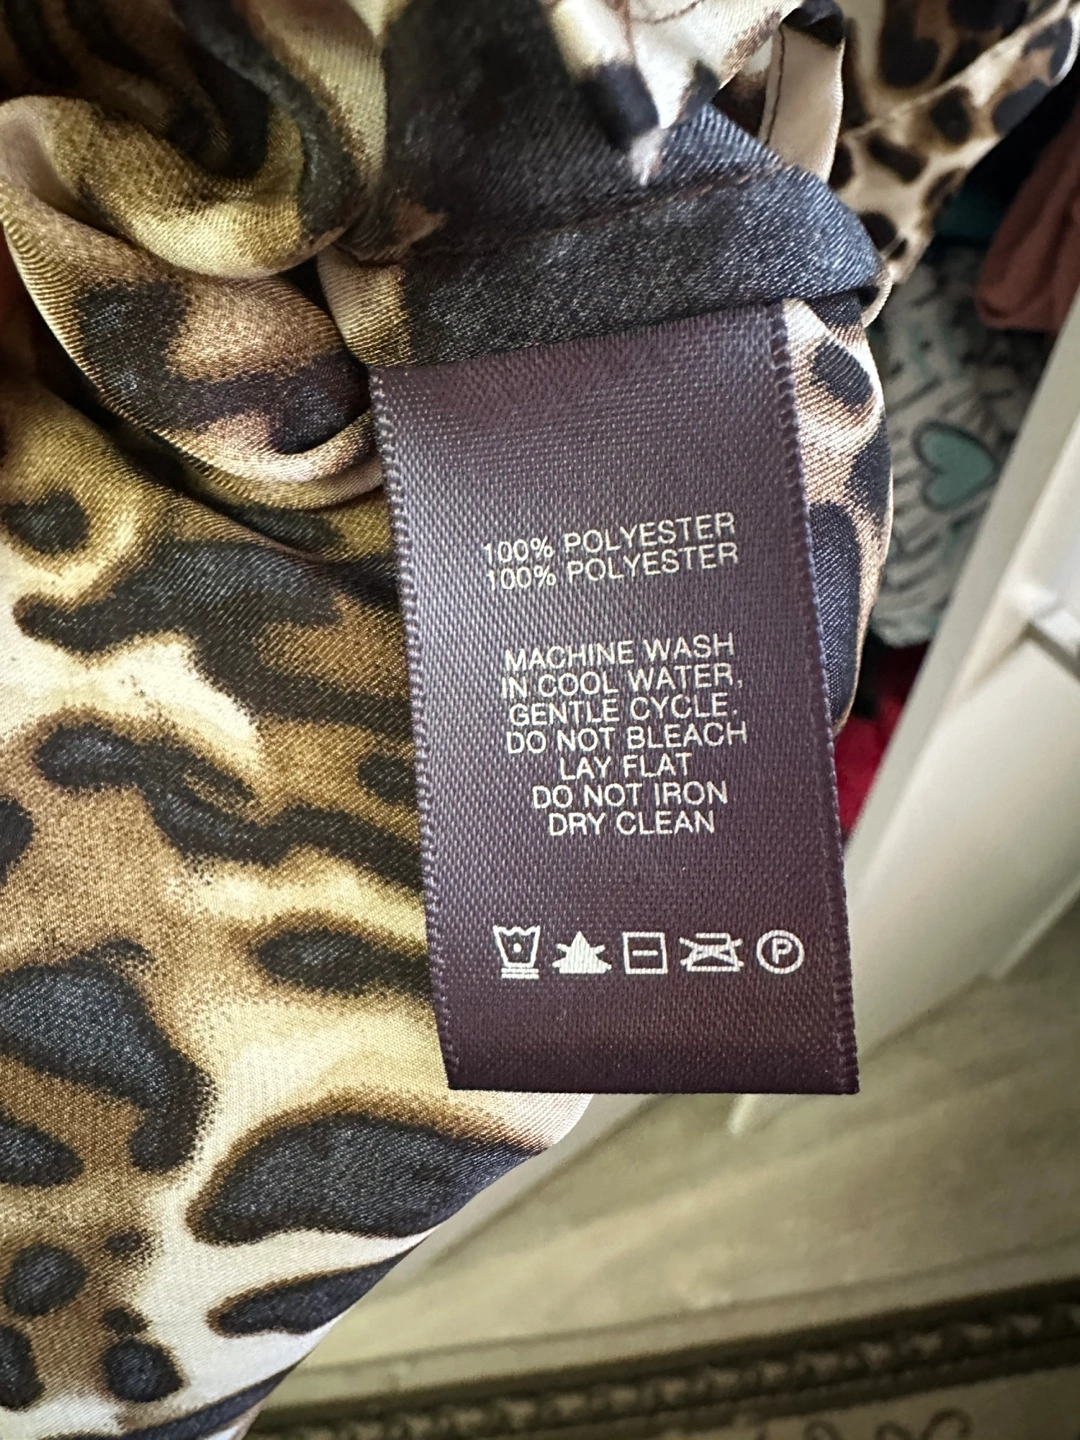 100% POLYESTER
100% POLYESTER
MACHINE WASH
IN COOL WATER,
GENTLE CYCLE.
DO NOT BLEACH
LAY FLAT
DO NOT IRON
DRY CLEAN
P